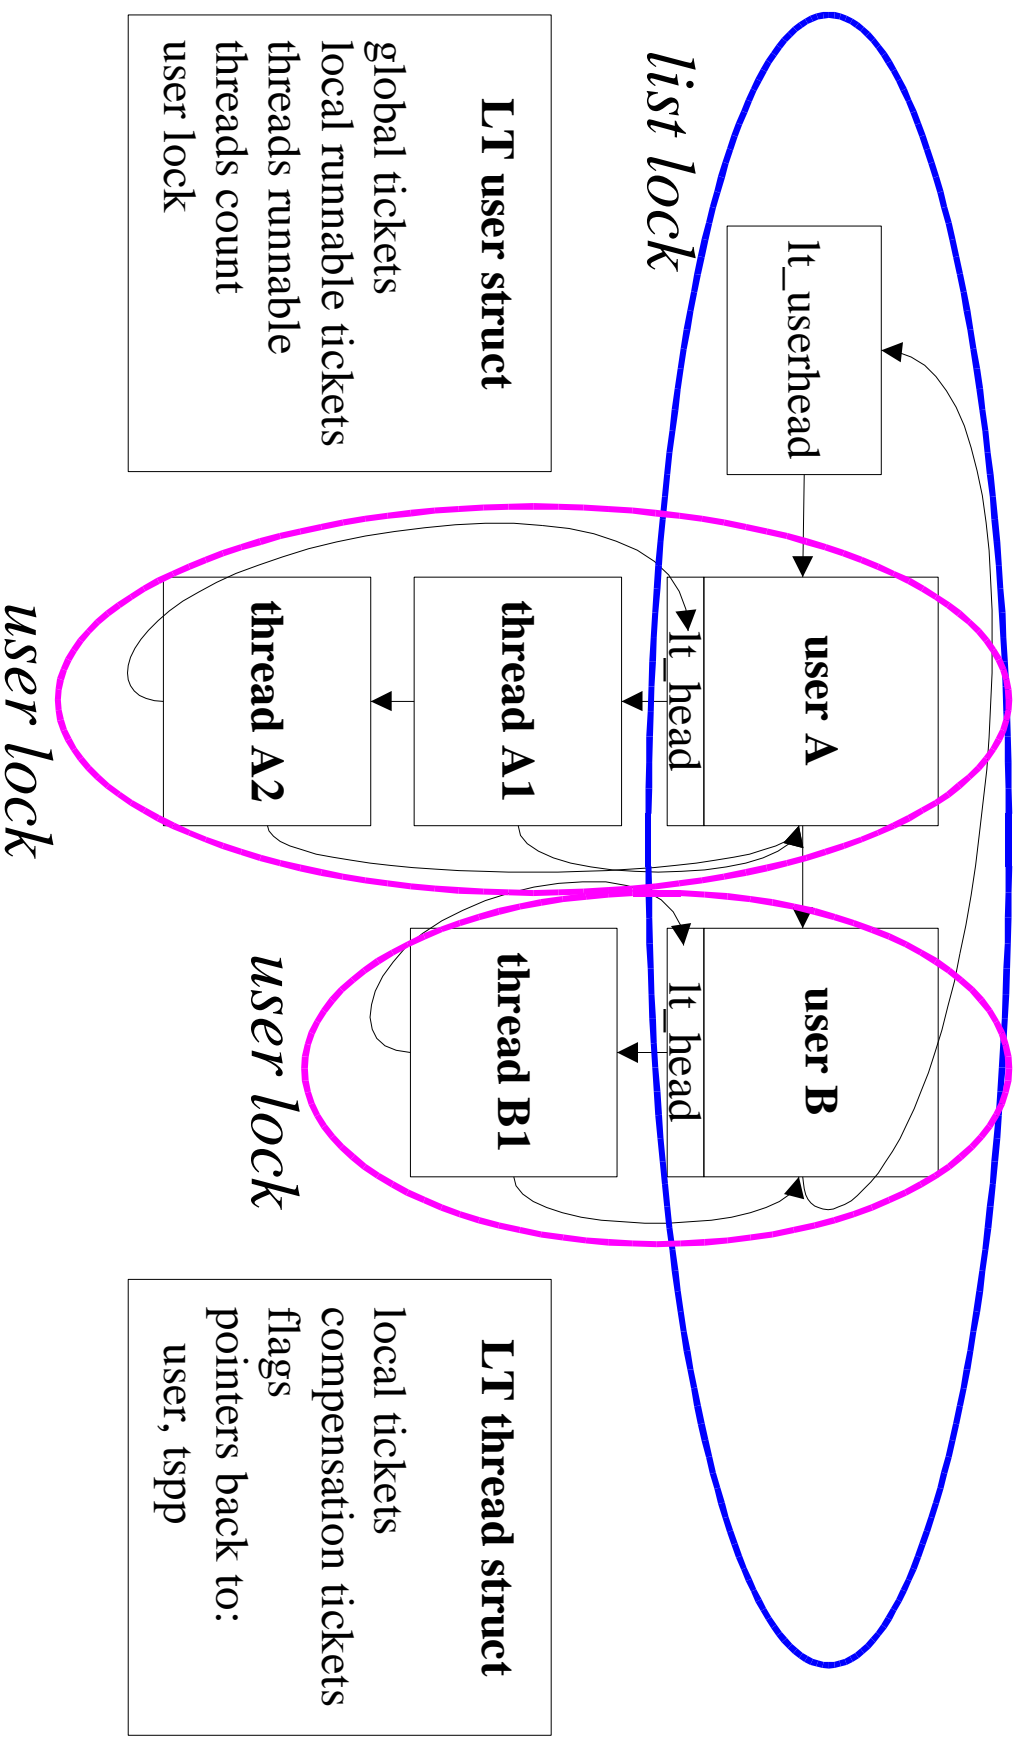 list lock
lt_userhead
user A
lt_head
thread A1
thread A2
user lock
user B
lt_head
thread B1
user lock
LT user struct
global tickets
local runnable tickets
threads runnable
threads count
user lock
LT thread struct
local tickets
compensation tickets
flags
pointers back to:
user, tspp